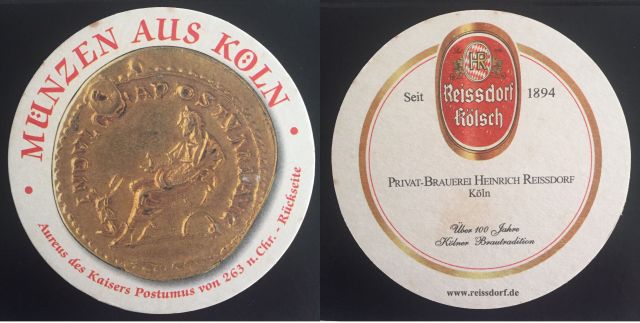 MÜNZEN AUS KÖLN
Aureus des Kaisers Postumus von 263 n.Chr. - Rückseite
HR
Reissdorf
Kölsch
Seit 1894
PRIVAT-BRAUEREI HEINRICH REISSDORF
Köln
Über 100 Jahre
Kölner Brautradition
www.reissdorf.de